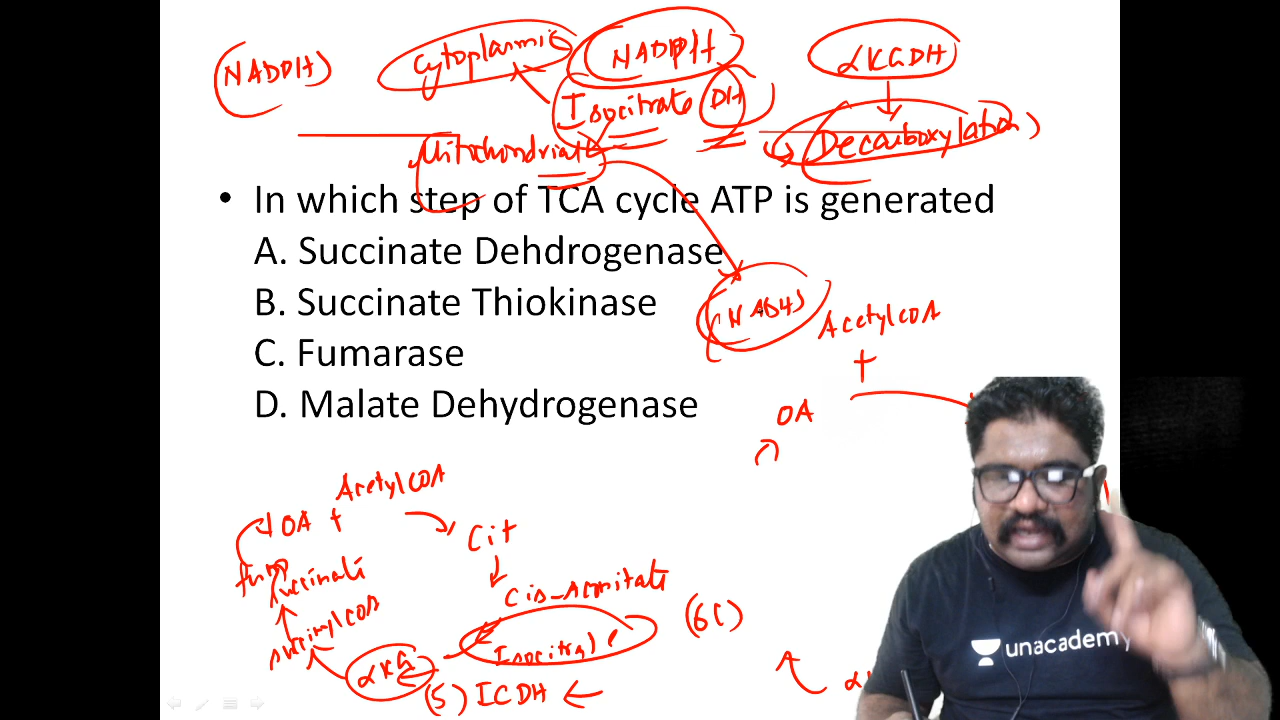 NADPH
Cytoplasmic
NADPH
αKGDH
Isocitrate DH
Mitochondrial
Decarboxylation
• In which step of TCA cycle ATP is generated
A. Succinate Dehdrogenase
B. Succinate Thiokinase
C. Fumarase
D. Malate Dehydrogenase
(NADH)
Acetyl COA
+
OA
Acetyl COA
OA +
Cit
Cis-Aconitate
Isocitrate
(6C)
αKG
(5) ICDH
Succinyl COA
Succinate
unacademy